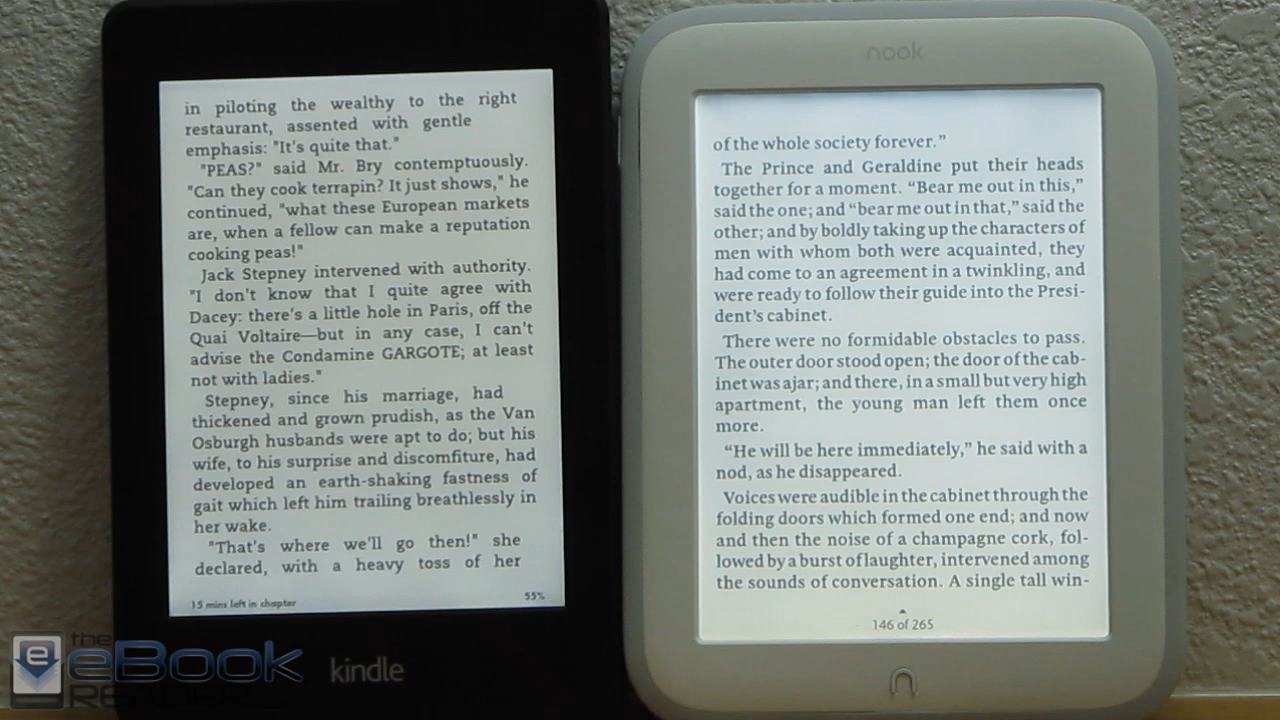 in piloting the wealthy to the right
restaurant, assented with gentle
emphasis: "It's quite that."
"PEAS?" said Mr. Bry contemptuously.
"Can they cook terrapin? It just shows," he
continued, "what these European markets
are, when a fellow can make a reputation
cooking peas!"
Jack Stepney intervened with authority.
"I don't know that I quite agree with
Dacey: there's a little hole in Paris, off the
Quai Voltaire—but in any case, I can't
advise the Condamine GARGOTE; at least
not with ladies."
Stepney, since his marriage, had
thickened and grown prudish, as the Van
Osburgh husbands were apt to do; but his
wife, to his surprise and discomfiture, had
developed an earth-shaking fastness of
gait which left him trailing breathlessly in
her wake.
"That's where we'll go then!" she
declared, with a heavy toss of her
15 mins left in chapter
55%
kindle
nook
of the whole society forever.”
The Prince and Geraldine put their heads
together for a moment. “Bear me out in this,”
said the one; and “bear me out in that,” said the
other; and by boldly taking up the characters of
men with whom both were acquainted, they
had come to an agreement in a twinkling, and
were ready to follow their guide into the Presi-
dent’s cabinet.
There were no formidable obstacles to pass.
The outer door stood open; the door of the cab-
inet was ajar; and there, in a small but very high
apartment, the young man left them once
more.
“He will be here immediately,” he said with a
nod, as he disappeared.
Voices were audible in the cabinet through the
folding doors which formed one end; and now
and then the noise of a champagne cork, fol-
lowed by a burst of laughter, intervened among
the sounds of conversation. A single tall win-
146 of 265
the
eBook
READER